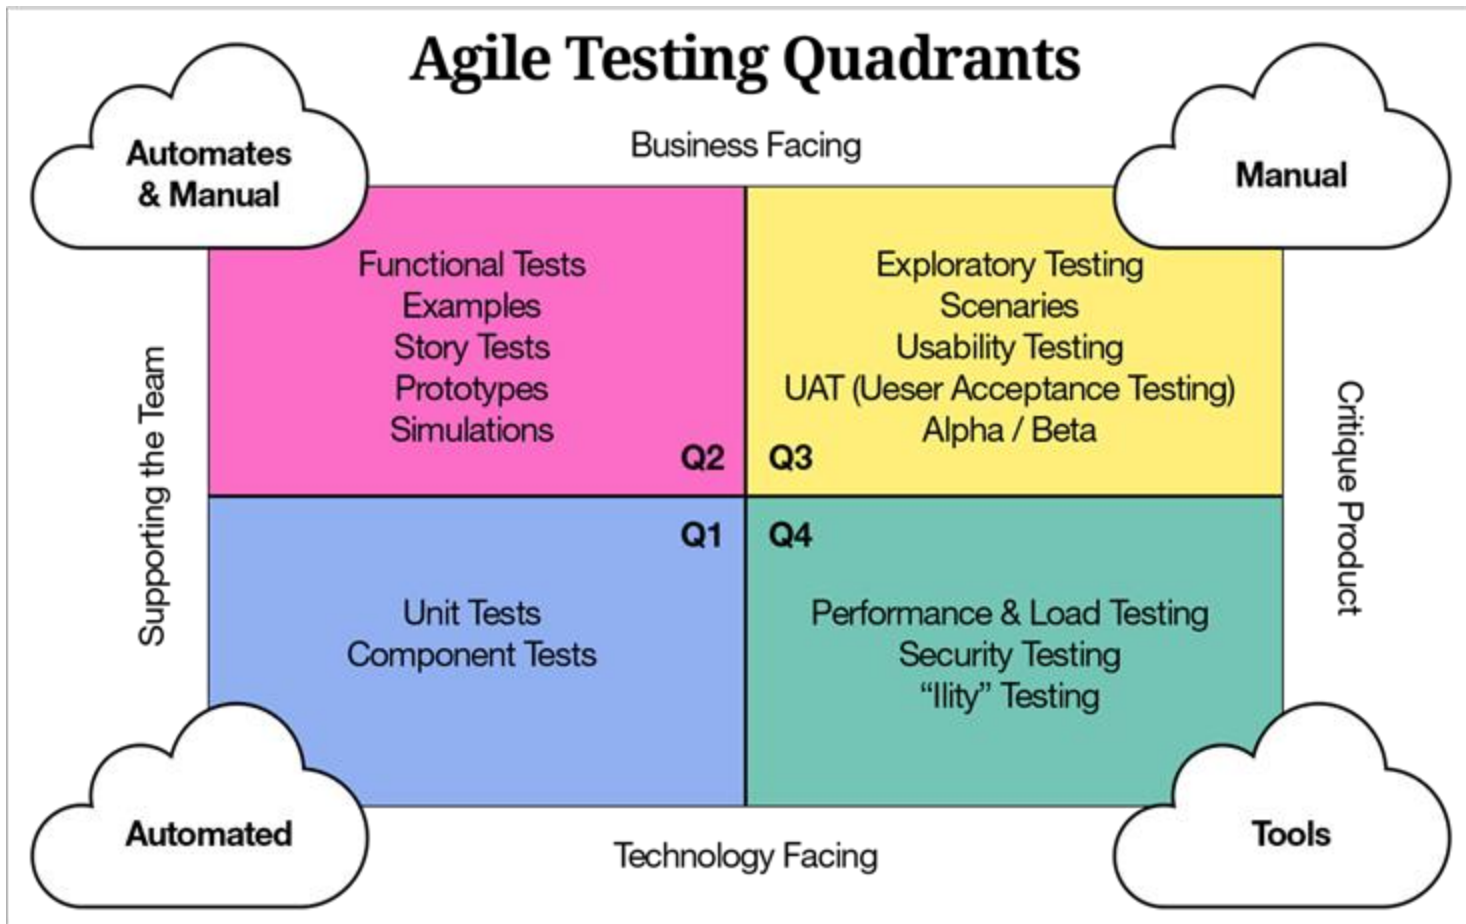 Agile Testing Quadrants
Automates
& Manual
Business Facing
Manual
Supporting the Team
Functional Tests
Examples
Story Tests
Prototypes
Simulations
Q2
Exploratory Testing
Scenaries
Usability Testing
UAT (Ueser Acceptance Testing)
Alpha / Beta
Q3
Critique Product
Q1
Unit Tests
Component Tests
Q4
Performance & Load Testing
Security Testing
“Ility” Testing
Automated
Technology Facing
Tools